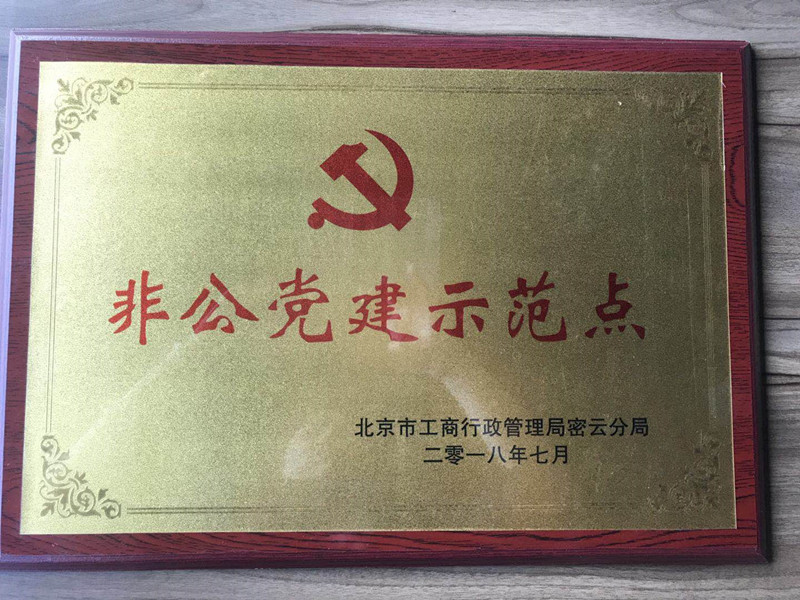 非公党建示范点
北京市工商行政管理局密云分局
二零一八年七月